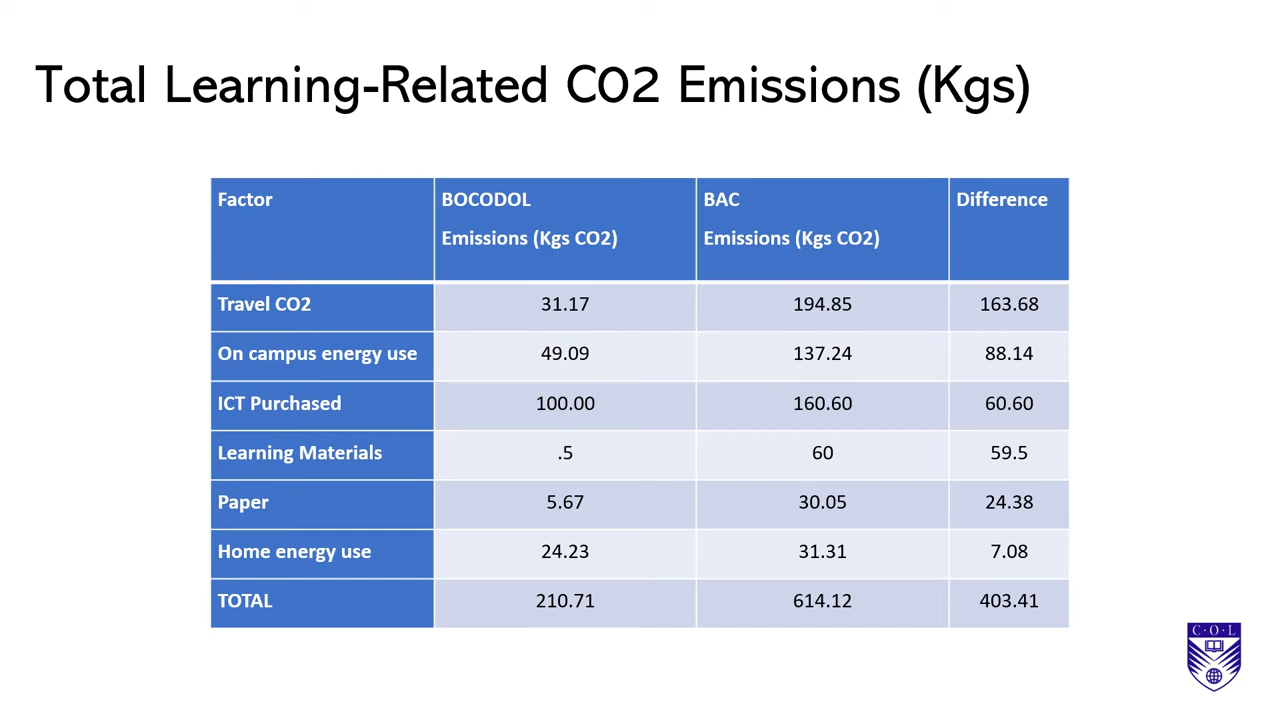 Total Learning-Related CO2 Emissions (Kgs)
Factor
BOCODOL
Emissions (Kgs CO2)
BAC
Emissions (Kgs CO2)
Difference
Travel CO2 31.17 194.85 163.68
On campus energy use 49.09 137.24 88.14
ICT Purchased 100.00 160.60 60.60
Learning Materials .5 60 59.5
Paper 5.67 30.05 24.38
Home energy use 24.23 31.31 7.08
TOTAL 210.71 614.12 403.41
C·O·L